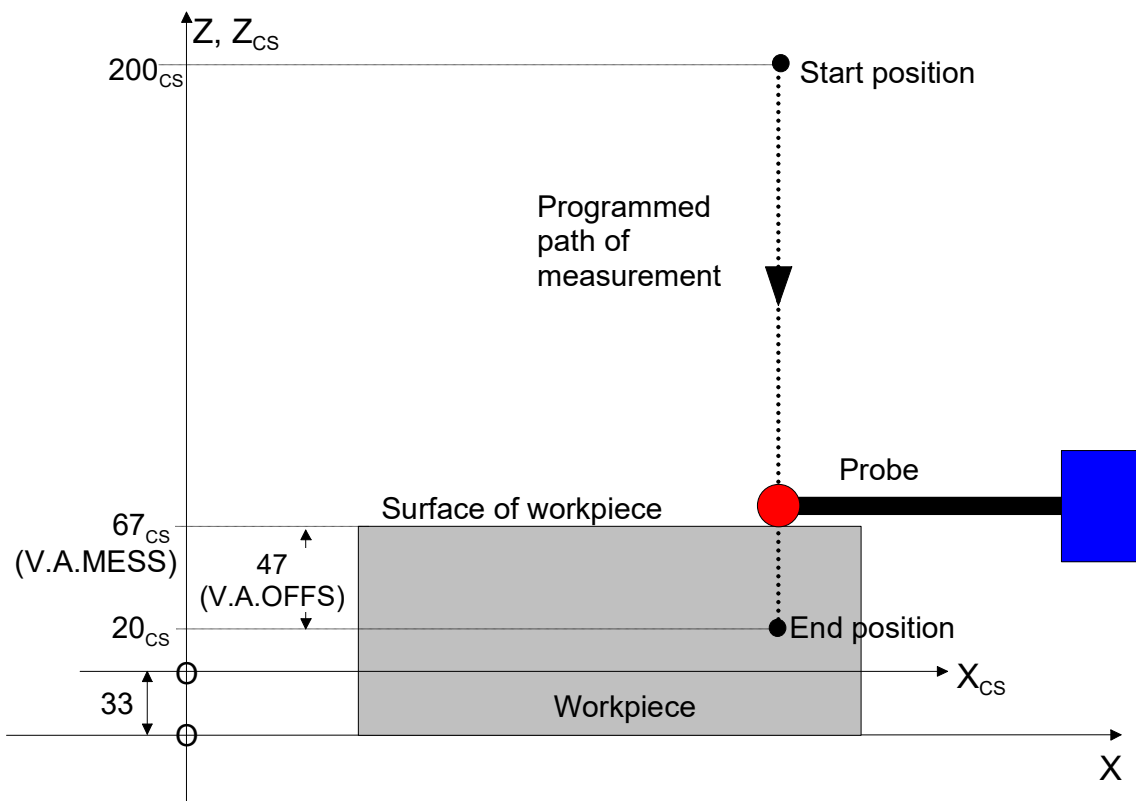 Z, Z_CS
200_CS
Start position
Programmed
path of
measurement
Probe
Surface of workpiece
67_CS
(V.A.MESS)
47
(V.A.OFFS)
20_CS
End position
O
X_CS
33
Workpiece
O
X